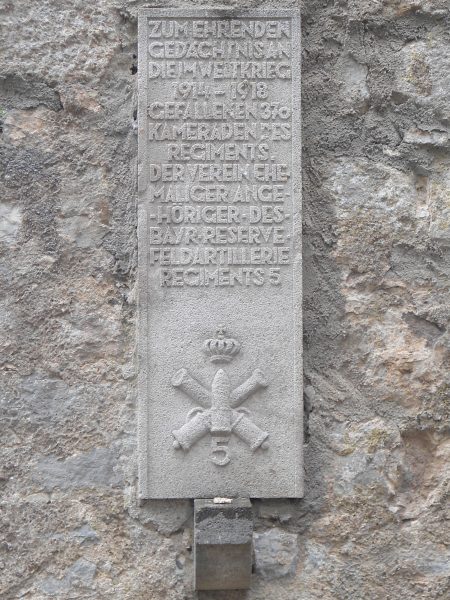 ZUM EHRENDEN
GEDÄCHTNIS AN
DIE IM WELTKRIEG
1914-1918
GEFALLENEN 376
KAMERADEN DES
REGIMENTS.
DER VEREIN EHE-
MALIGER ANGE-
-HÖRIGER-DES-
BAYR-RESERVE-
FELDARTILLERIE
REGIMENTS 5
5